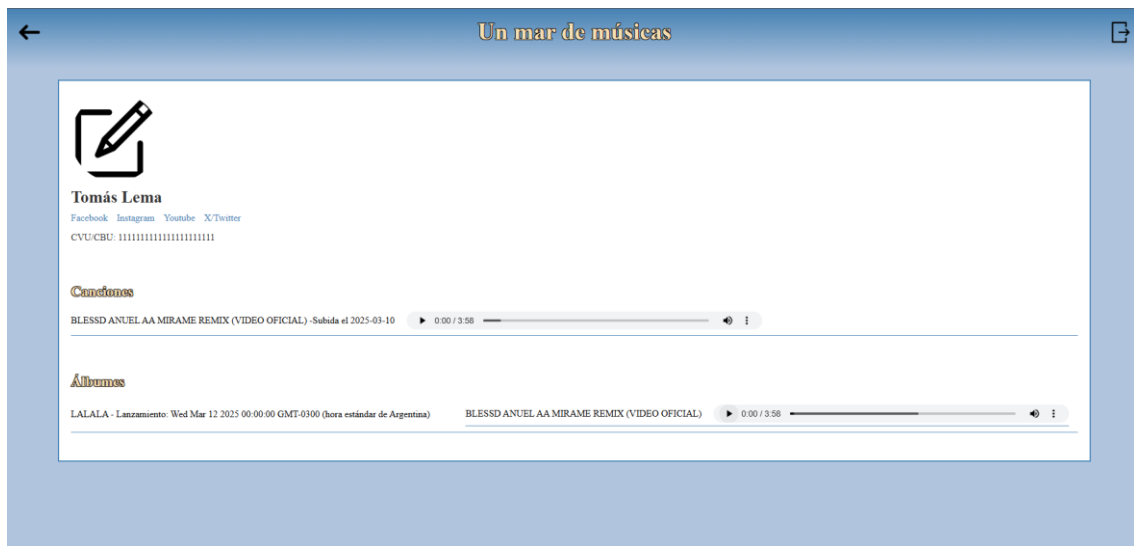 Un mar de músicas
Tomás Lema
Facebook Instagram Youtube X/Twitter
CVU/CBU: 1111111111111111111111
Canciones
BLESSD ANUEL AA MIRAME REMIX (VIDEO OFICIAL) -Subida el 2025-03-10 0:00 / 3:58
Álbumes
LALALA - Lanzamiento: Wed Mar 12 2025 00:00:00 GMT-0300 (hora estándar de Argentina) BLESSD ANUEL AA MIRAME REMIX (VIDEO OFICIAL) 0:00 / 3:58